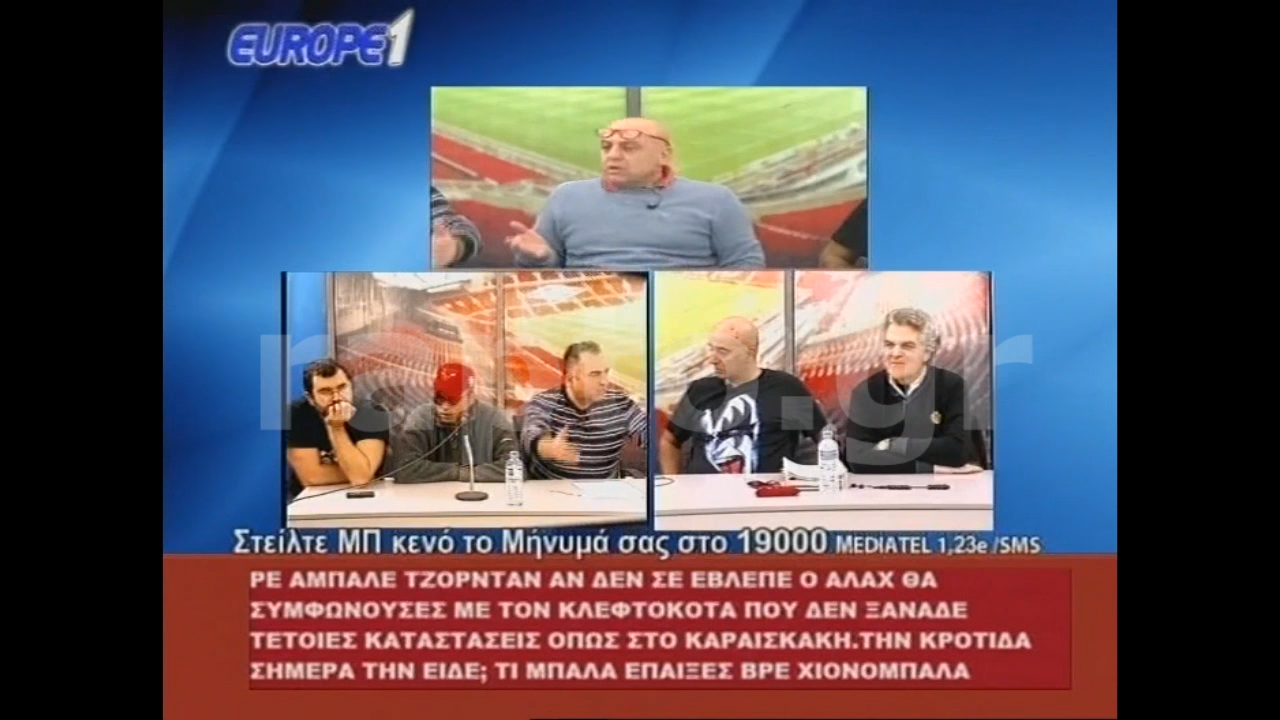 EUROPE1
Στείλτε ΜΠ κενό το Μήνυμά σας στο 19000 MEDIATEL 1,23e /SMS
ΡΕ ΑΜΠΑΛΕ ΤΖΟΡΝΤΑΝ ΑΝ ΔΕΝ ΣΕ ΕΒΛΕΠΕ Ο ΑΛΑΧ ΘΑ
ΣΥΜΦΩΝΟΥΣΕΣ ΜΕ ΤΟΝ ΚΛΕΦΤΟΚΟΤΑ ΠΟΥ ΔΕΝ ΞΑΝΑΔΕ
ΤΕΤΟΙΕΣ ΚΑΤΑΣΤΑΣΕΙΣ ΟΠΩΣ ΣΤΟ ΚΑΡΑΙΣΚΑΚΗ.ΤΗΝ ΚΡΟΤΙΔΑ
ΣΗΜΕΡΑ ΤΗΝ ΕΙΔΕ; ΤΙ ΜΠΑΛΑ ΕΠΑΙΞΕΣ ΒΡΕ ΧΙΟΝΟΜΠΑΛΑ